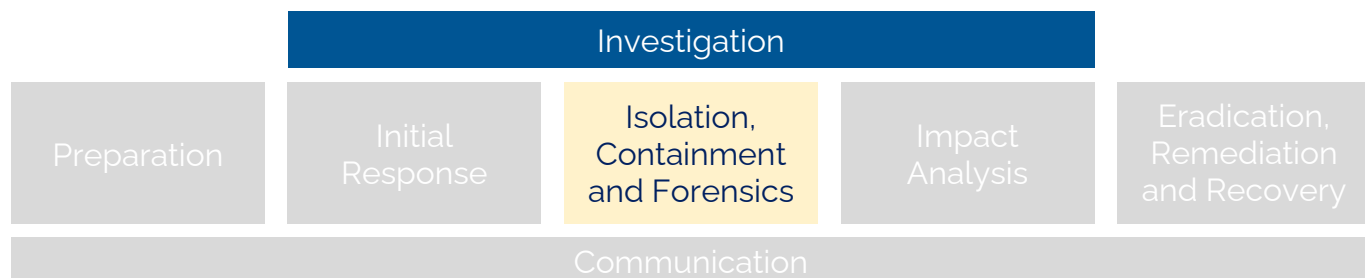 Investigation
Preparation
Initial
Response
Isolation,
Containment
and Forensics
Impact
Analysis
Eradication,
Remediation
and Recovery
Communication